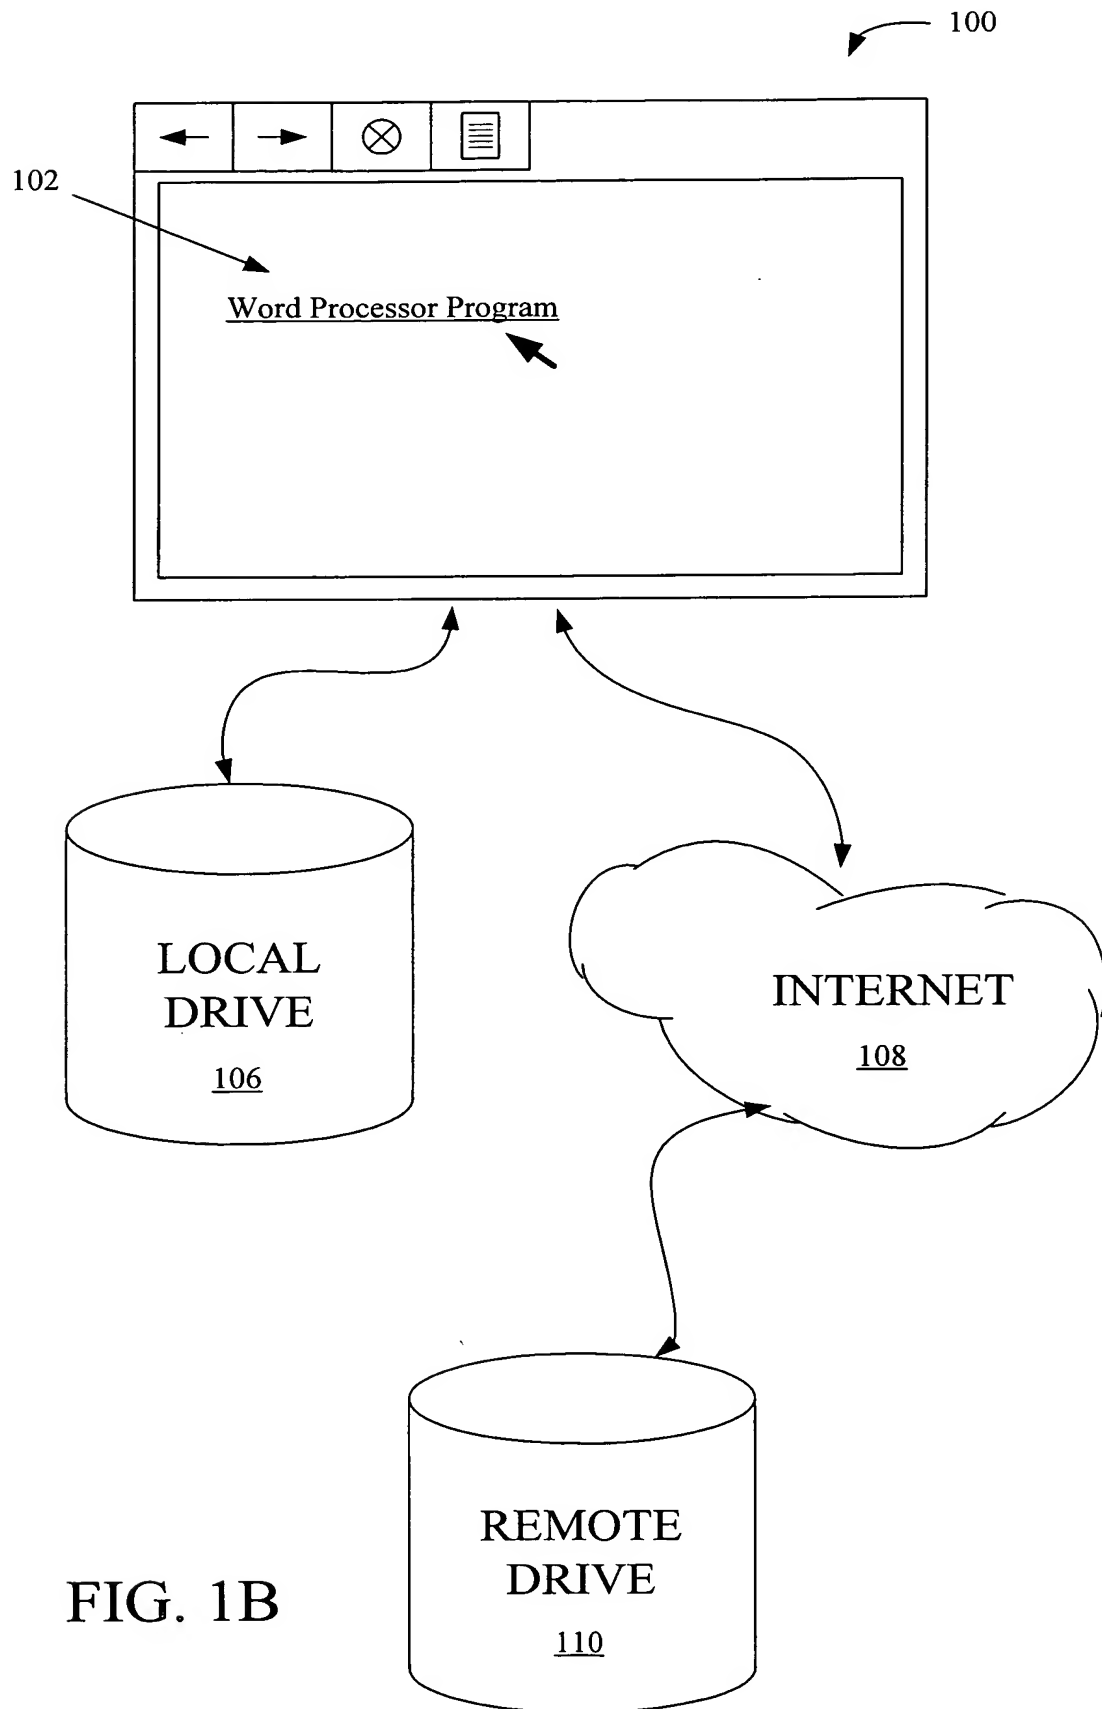 100
102
Word Processor Program
LOCAL
DRIVE
106
INTERNET
108
REMOTE
DRIVE
110
FIG. 1B